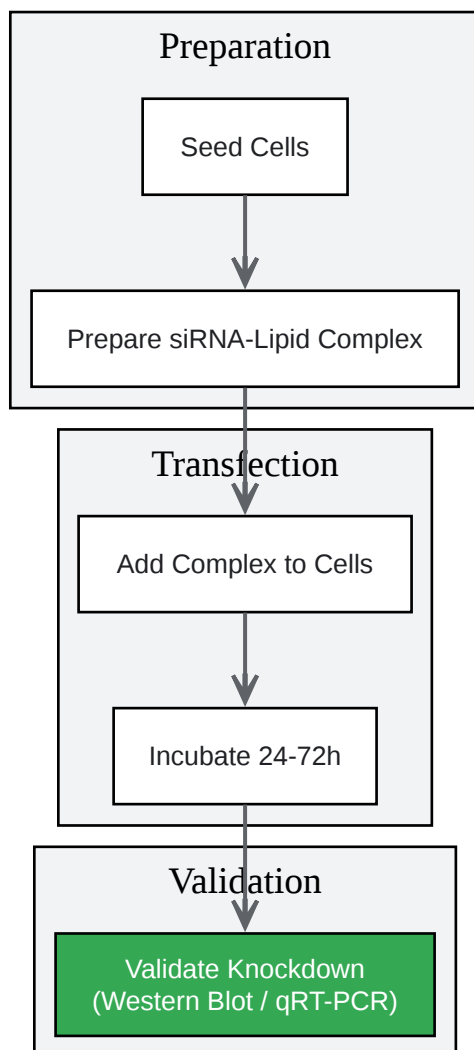 Preparation
Seed Cells
Prepare siRNA-Lipid Complex
Transfection
Add Complex to Cells
Incubate 24-72h
Validation
Validate Knockdown
(Western Blot / qRT-PCR)